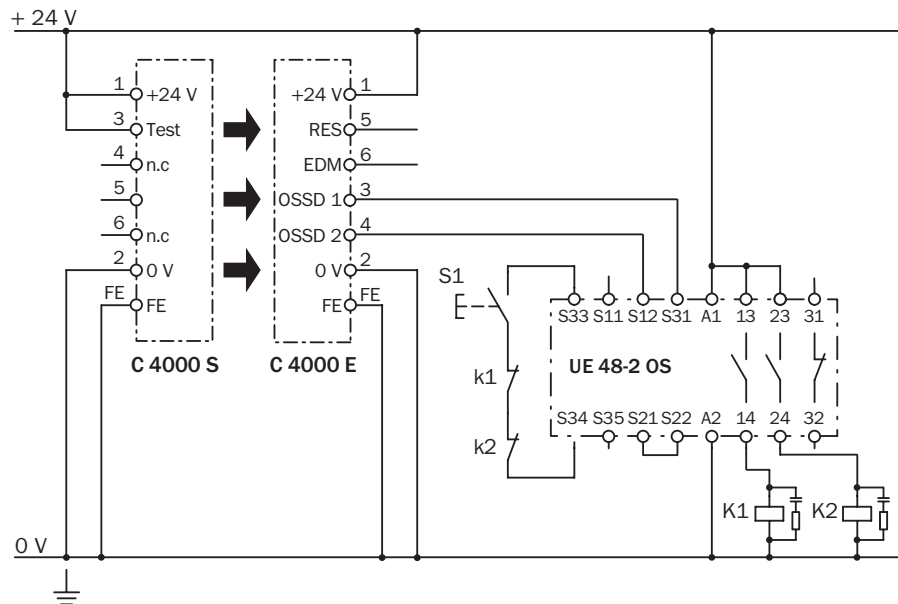 + 24 V
1 +24 V
3 Test
4 n.c
5
6 n.c
2 0 V
FE FE
C 4000 S
+24 V 1
RES 5
EDM 6
OSSD 1 3
OSSD 2 4
0 V 2
FE FE
C 4000 E
S1
k1
k2
S33 S11 S12 S31 A1 13 23 31
UE 48-2 OS
S34 S35 S21 S22 A2 14 24 32
K1 K2
0 V